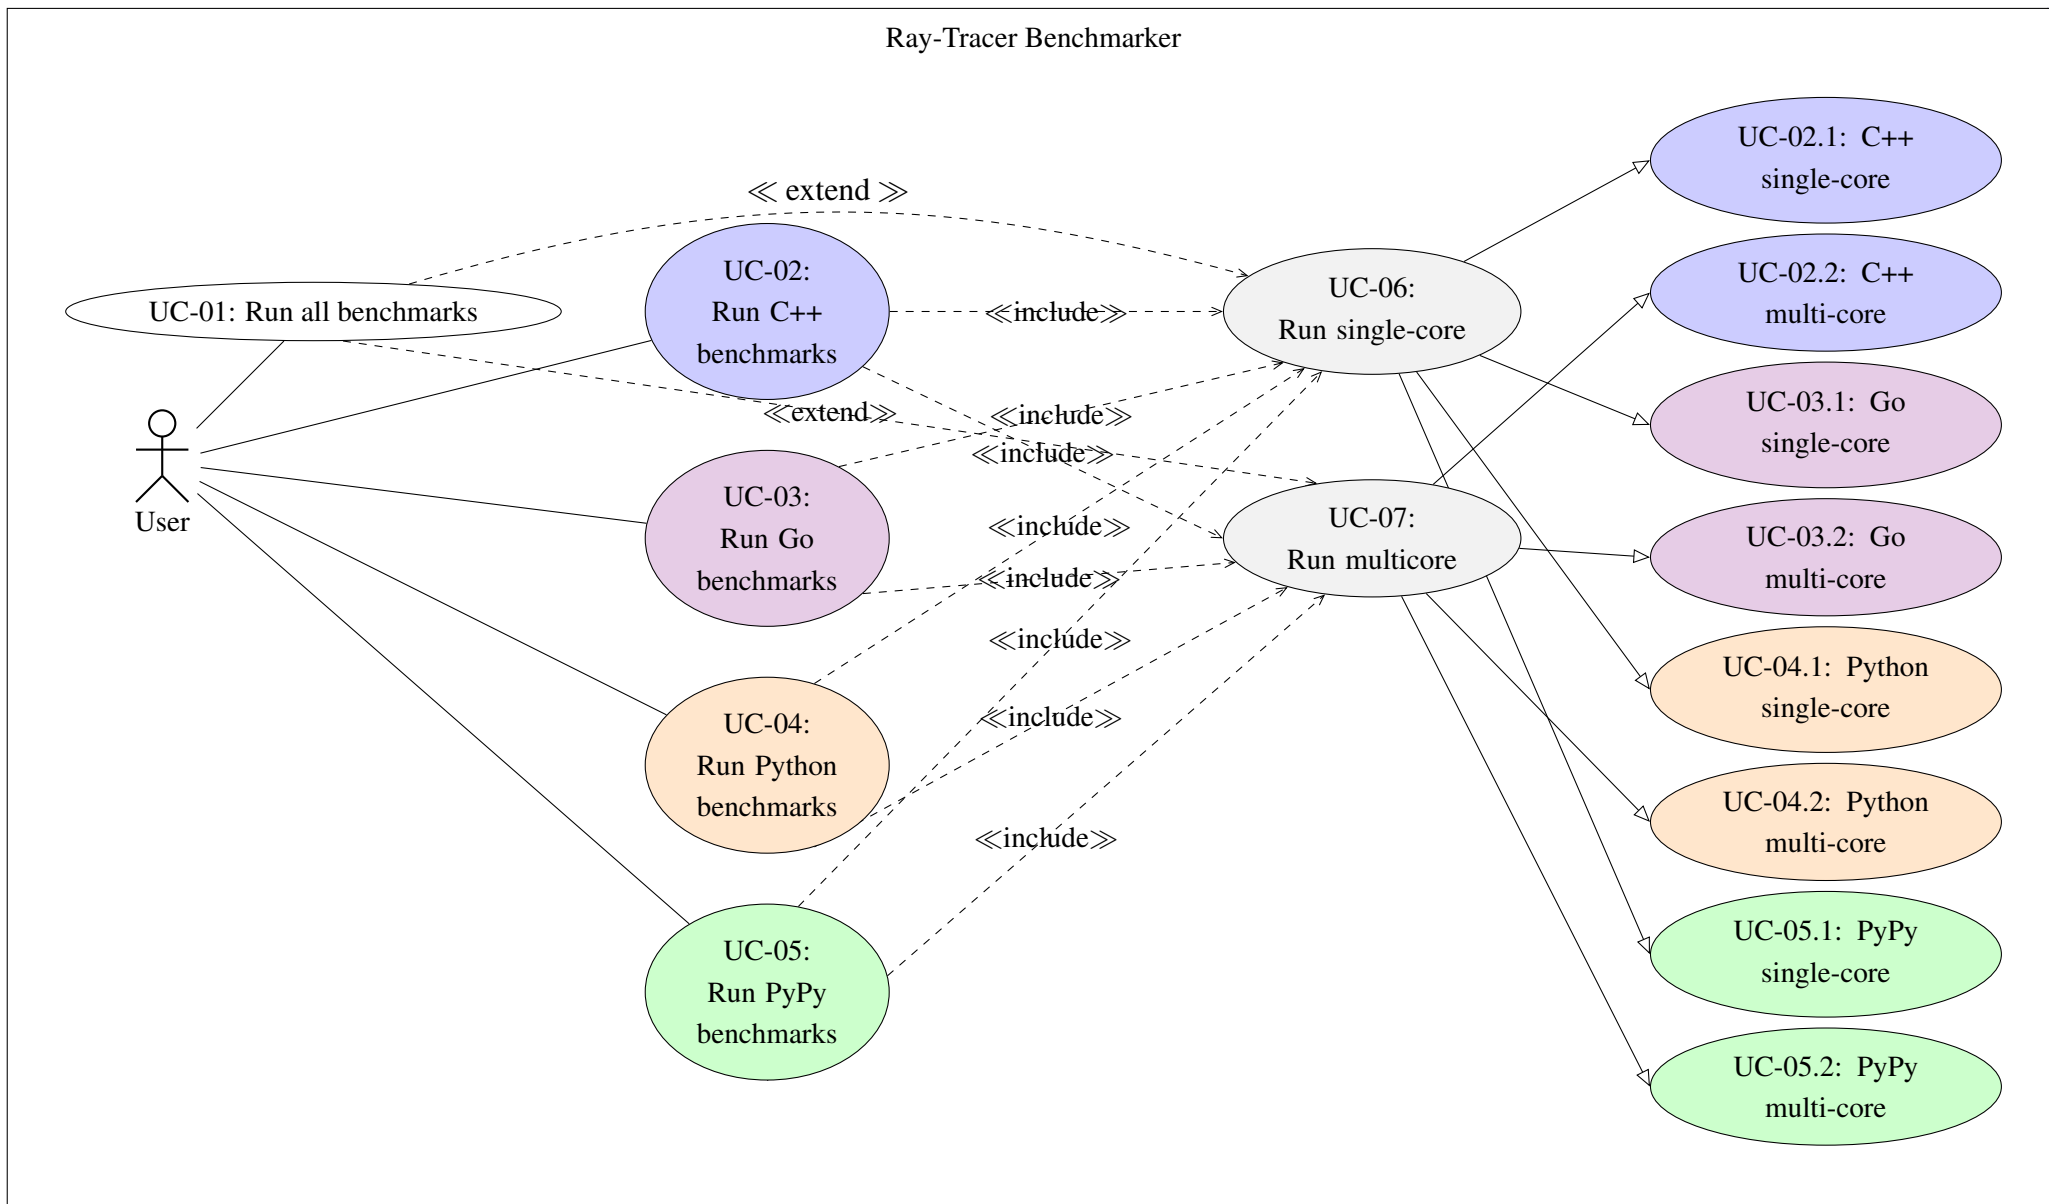 Ray-Tracer Benchmarker
UC-01: Run all benchmarks
User
≪ extend ≫
≪extend≫
UC-02:
Run C++
benchmarks
UC-03:
Run Go
benchmarks
UC-04:
Run Python
benchmarks
UC-05:
Run PyPy
benchmarks
≪include≫
≪include≫
≪include≫
≪include≫
≪include≫
≪include≫
≪include≫
≪include≫
UC-06:
Run single-core
UC-07:
Run multicore
UC-02.1: C++
single-core
UC-02.2: C++
multi-core
UC-03.1: Go
single-core
UC-03.2: Go
multi-core
UC-04.1: Python
single-core
UC-04.2: Python
multi-core
UC-05.1: PyPy
single-core
UC-05.2: PyPy
multi-core